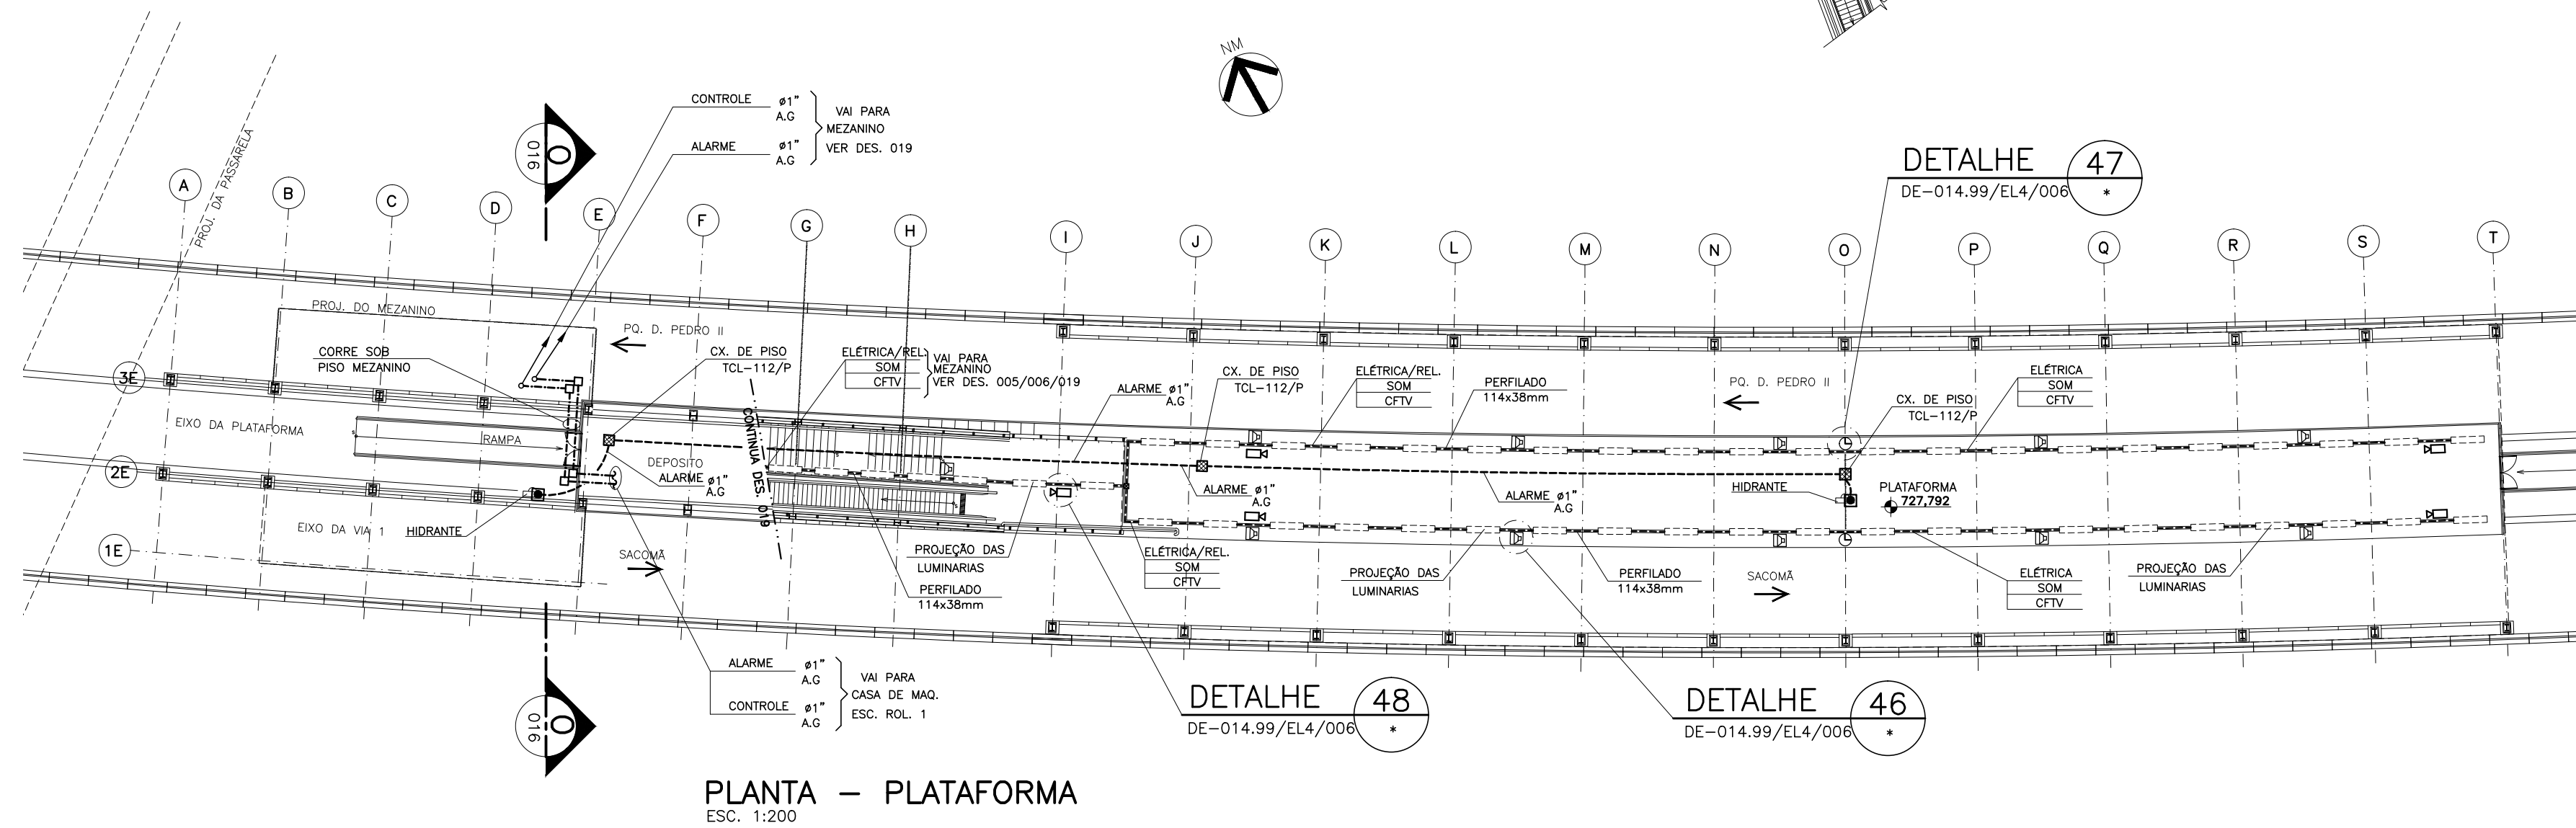 NM
CONTROLE ø1"
A.G
ALARME ø1"
A.G
VAI PARA
MEZANINO
VER DES. 019
O
016
DETALHE 47
DE-014.99/EL4/006 *
PROJ. DA PASSARELA
A
B
C
D
E
F
G
H
I
J
K
L
M
N
O
P
Q
R
S
T
PROJ. DO MEZANINO
PQ. D. PEDRO II
CORRE SOB
PISO MEZANINO
CX. DE PISO
TCL-112/P
ELÉTRICA/REL.
SOM
CFTV
VAI PARA
MEZANINO
VER DES. 005/006/019
ALARME ø1"
A.G
CX. DE PISO
TCL-112/P
ELÉTRICA/REL.
SOM
CFTV
PERFILADO
114x38mm
PQ. D. PEDRO II
CX. DE PISO
TCL-112/P
ELÉTRICA
SOM
CFTV
3E
EIXO DA PLATAFORMA
RAMPA
2E
DEPOSITO
ALARME ø1"
A.G
CONTINUA DES. 019
ALARME ø1"
A.G
ALARME ø1"
A.G
HIDRANTE
PLATAFORMA
727,792
EIXO DA VIA 1
HIDRANTE
1E
SACOMÃ
PROJEÇÃO DAS
LUMINARIAS
PERFILADO
114x38mm
ELÉTRICA/REL.
SOM
CFTV
PROJEÇÃO DAS
LUMINARIAS
PERFILADO
114x38mm
SACOMÃ
ELÉTRICA
SOM
CFTV
PROJEÇÃO DAS
LUMINARIAS
ALARME ø1"
A.G
CONTROLE ø1"
A.G
VAI PARA
CASA DE MAQ.
ESC. ROL. 1
O
016
DETALHE 48
DE-014.99/EL4/006 *
DETALHE 46
DE-014.99/EL4/006 *
PLANTA - PLATAFORMA
ESC. 1:200